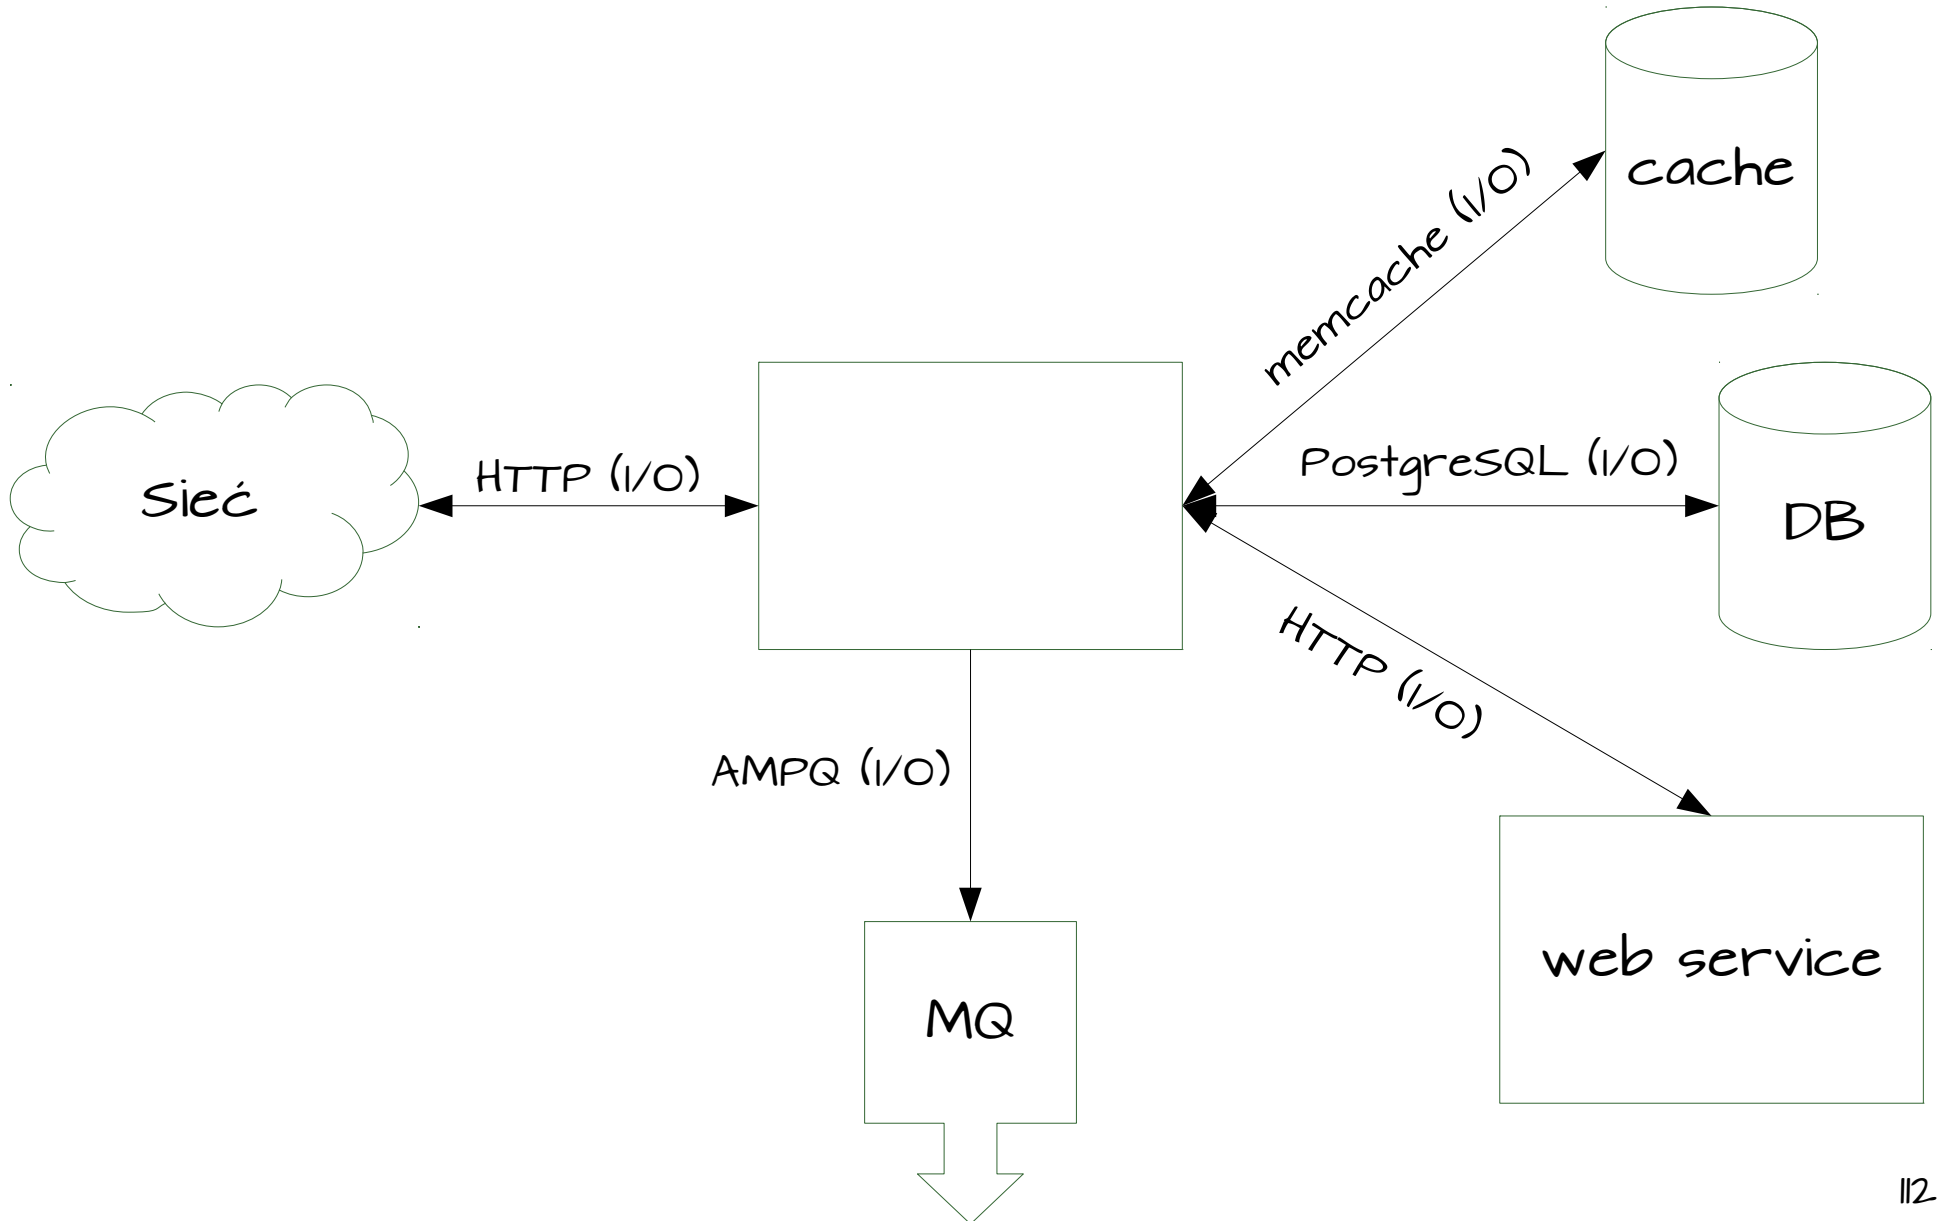 cache
memcache (I/O)
Sieć
HTTP (I/O)
PostgreSQL (I/O)
DB
HTTP (I/O)
AMPQ (I/O)
web service
MQ
112